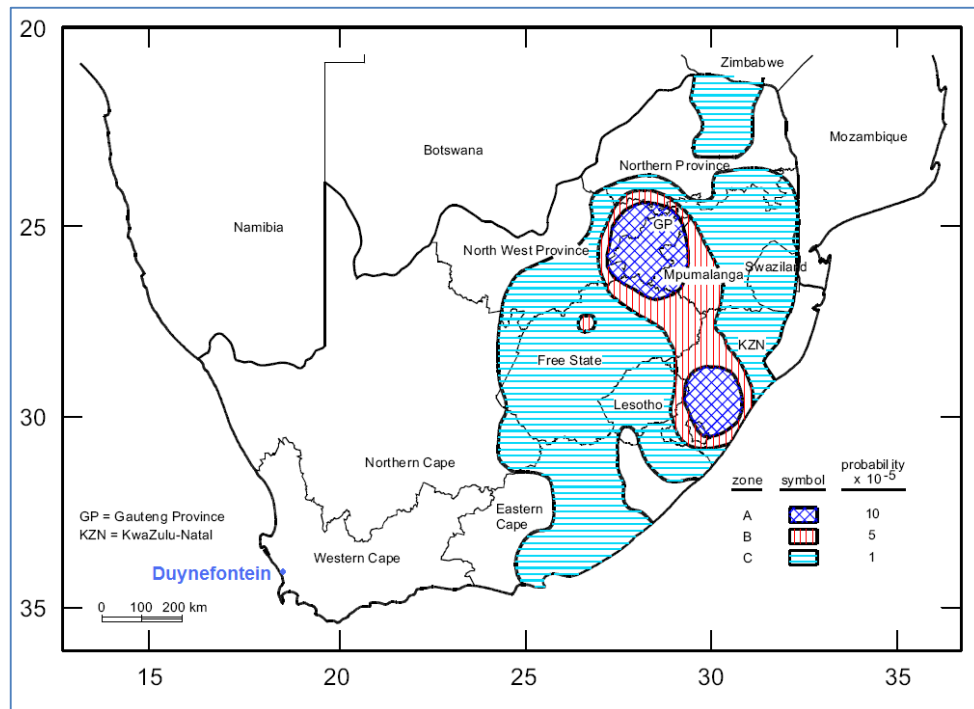 20
25
30
35
15
20
25
30
35
Zimbabwe
Mozambique
Botswana
Northern Province
Namibia
GP
North West Province
Mpumalanga
Swaziland
KZN
Free State
Lesotho
Northern Cape
Eastern
Cape
Western Cape
GP = Gauteng Province
KZN = KwaZulu-Natal
Duynefontein
0 100 200 km
zone symbol probability
x 10 -5
A 10
B 5
C 1